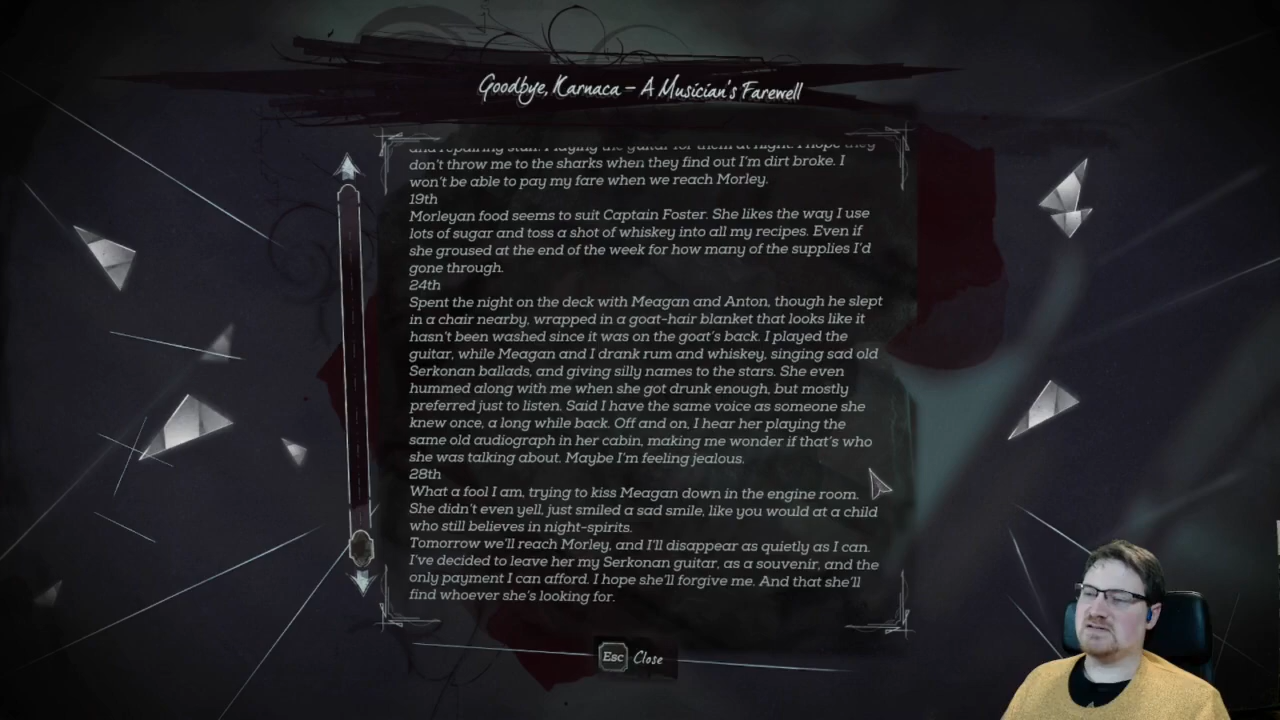 Goodbye, Karnaca – A Musician's Farewell
and repairing stuff. Playing the guitar for them at night. I hope they
don't throw me to the sharks when they find out I'm dirt broke. I
won't be able to pay my fare when we reach Morley.
19th
Morleyan food seems to suit Captain Foster. She likes the way I use
lots of sugar and toss a shot of whiskey into all my recipes. Even if
she groused at the end of the week for how many of the supplies I'd
gone through.
24th
Spent the night on the deck with Meagan and Anton, though he slept
in a chair nearby, wrapped in a goat-hair blanket that looks like it
hasn't been washed since it was on the goat's back. I played the
guitar, while Meagan and I drank rum and whiskey, singing sad old
Serkonan ballads, and giving silly names to the stars. She even
hummed along with me when she got drunk enough, but mostly
preferred just to listen. Said I have the same voice as someone she
knew once, a long while back. Off and on, I hear her playing the
same old audiograph in her cabin, making me wonder if that's who
she was talking about. Maybe I'm feeling jealous.
28th
What a fool I am, trying to kiss Meagan down in the engine room.
She didn't even yell, just smiled a sad smile, like you would at a child
who still believes in night-spirits.
Tomorrow we'll reach Morley, and I'll disappear as quietly as I can.
I've decided to leave her my Serkonan guitar, as a souvenir, and the
only payment I can afford. I hope she'll forgive me. And that she'll
find whoever she's looking for.
Esc Close